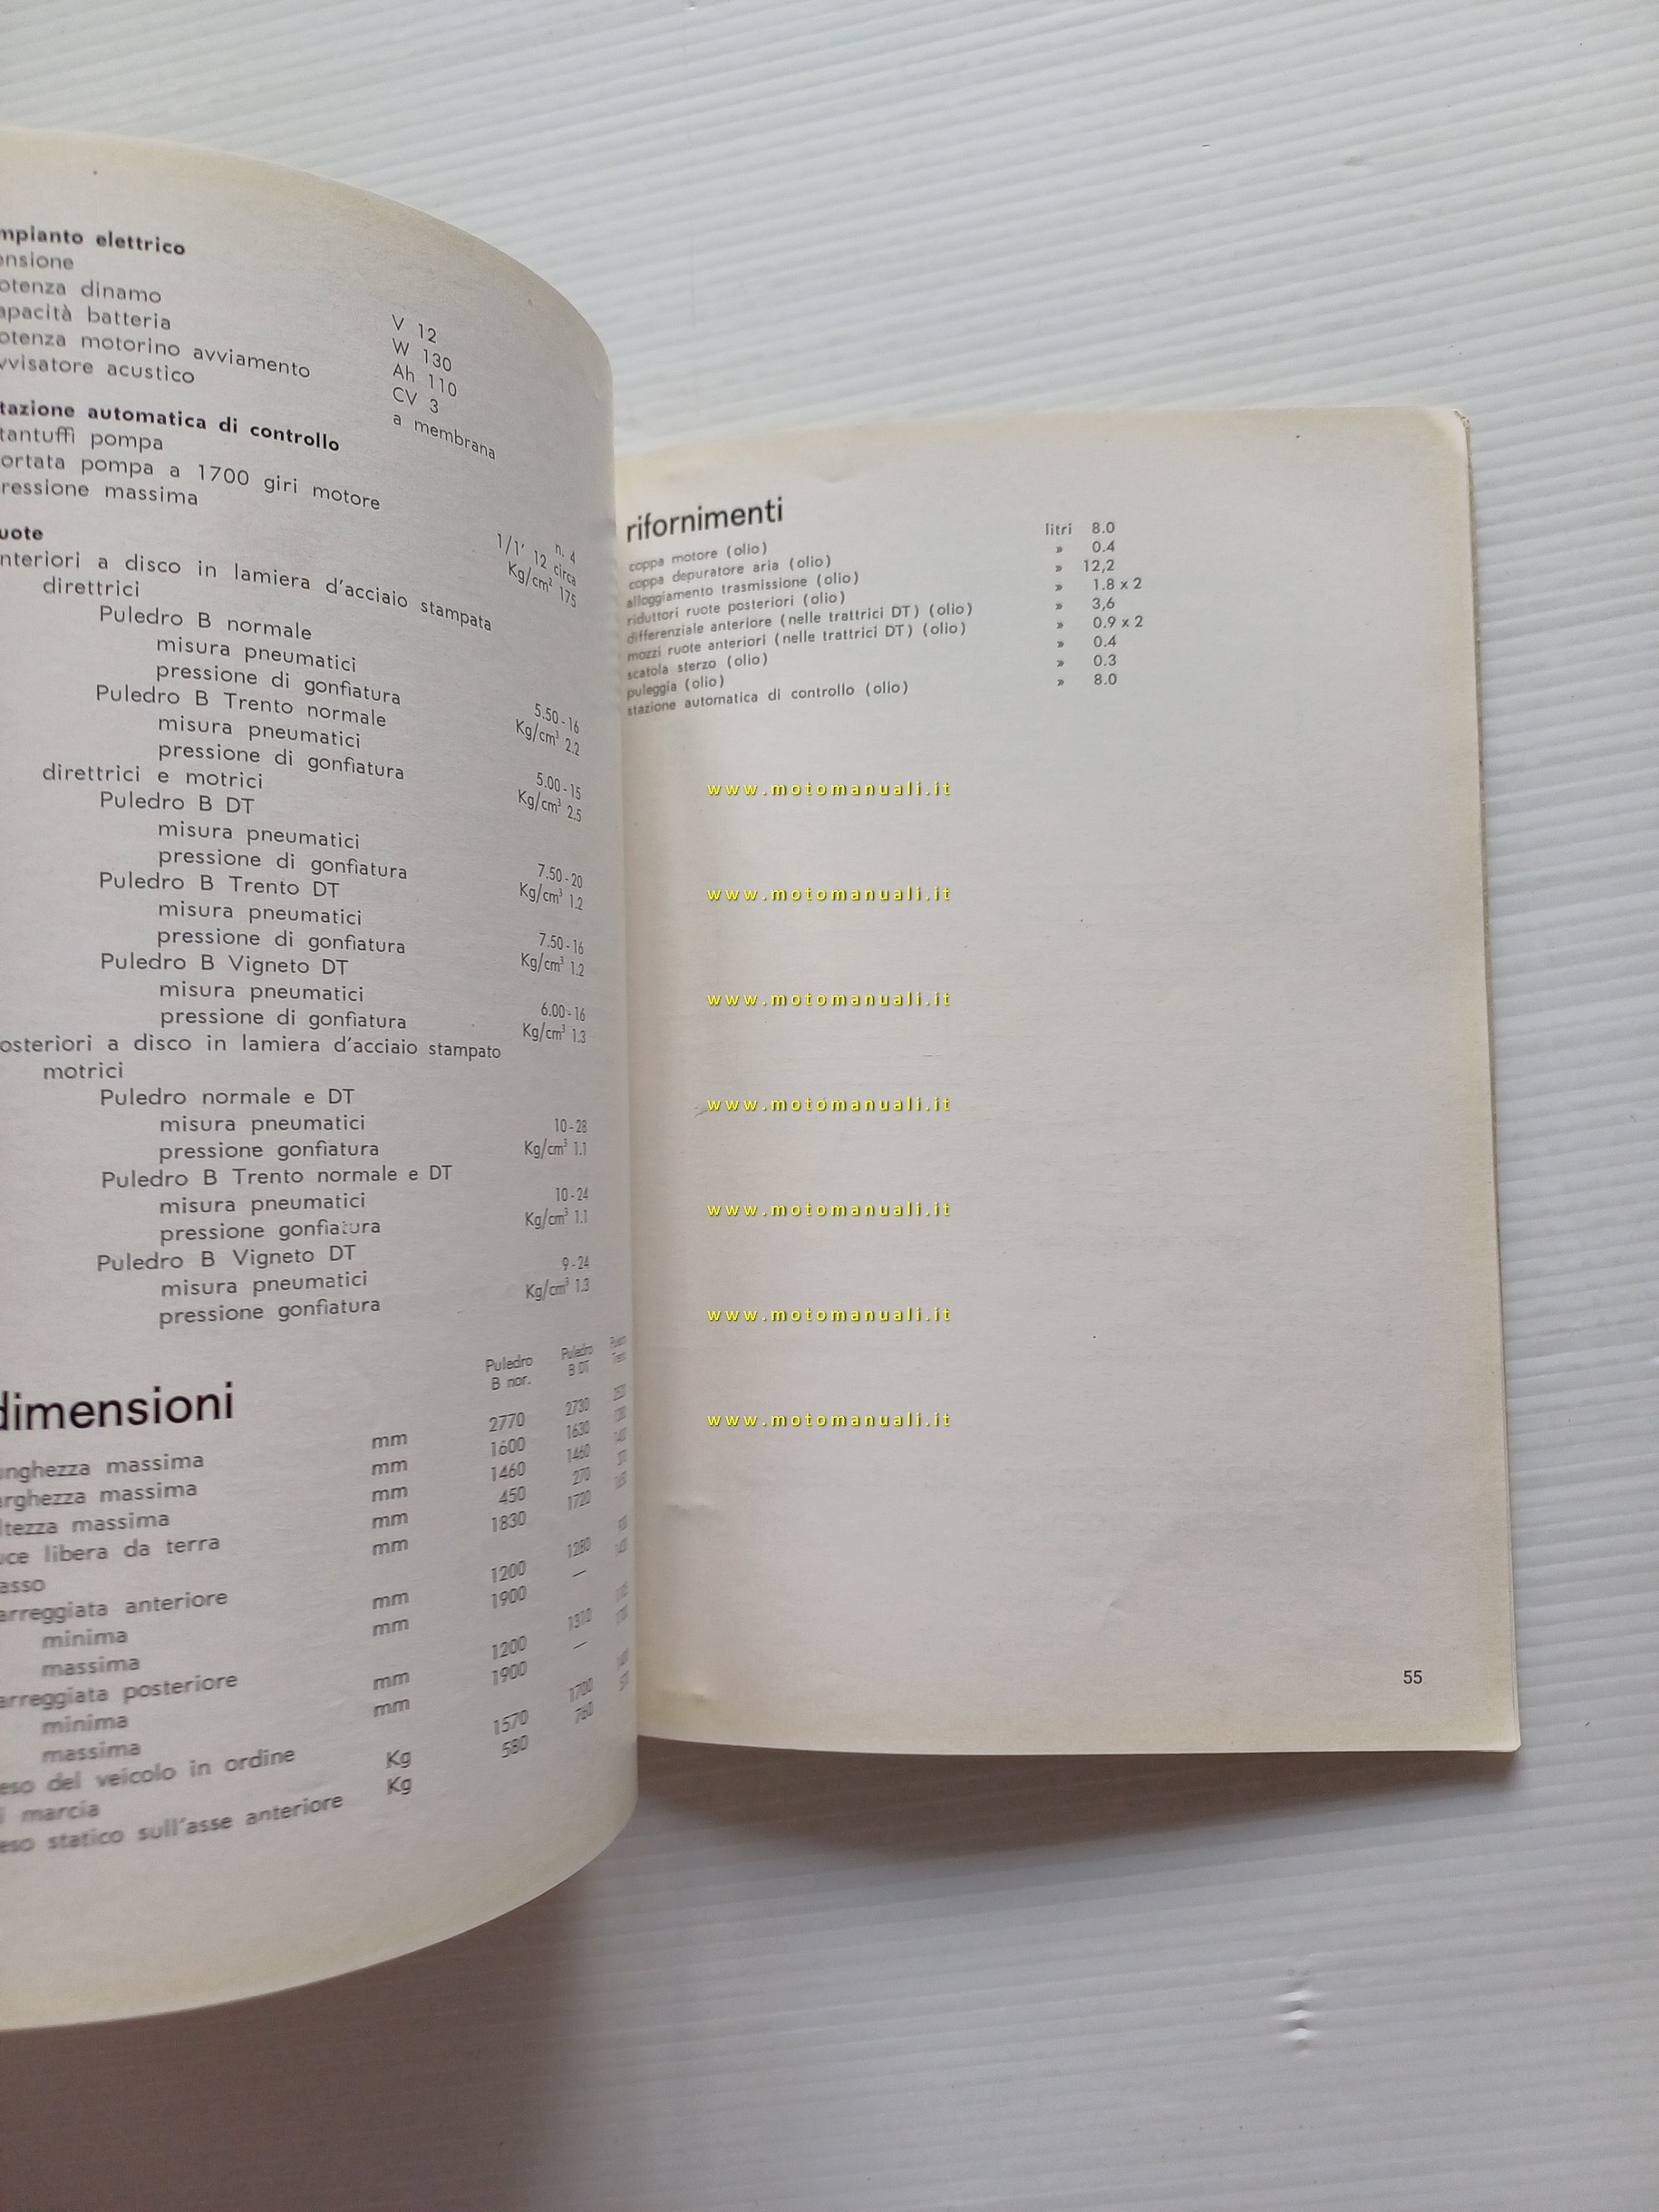 mpianto elettrico
ensione V 12
otenza dinamo W 130
apacità batteria Ah 110
otenza motorino avviamento CV 3
vvisatore acustico a membrana
tazione automatica di controllo
tantuffi pompa n. 4
ortata pompa a 1700 giri motore 1/1' 12 circa
ressione massima Kg/cm² 175
uote
nteriori a disco in lamiera d'acciaio stampata
direttrici
Puledro B normale
misura pneumatici 5.50-16
pressione di gonfiatura Kg/cm³ 2.2
Puledro B Trento normale
misura pneumatici 5.00-15
pressione di gonfiatura Kg/cm³ 2.5
direttrici e motrici
Puledro B DT
misura pneumatici 7.50-20
pressione di gonfiatura Kg/cm³ 1.2
Puledro B Trento DT
misura pneumatici 7.50-16
pressione di gonfiatura Kg/cm³ 1.2
Puledro B Vigneto DT
misura pneumatici 6.00-16
pressione di gonfiatura Kg/cm³ 1.3
osteriori a disco in lamiera d'acciaio stampato
motrici
Puledro normale e DT
misura pneumatici 10-28
pressione gonfiatura Kg/cm³ 1.1
Puledro B Trento normale e DT
misura pneumatici 10-24
pressione gonfiatura Kg/cm³ 1.1
Puledro B Vigneto DT
misura pneumatici 9-24
pressione gonfiatura Kg/cm³ 1.3
Puledro Puledro
B nor. B DT
dimensioni
unghezza massima mm 2770 2730
arghezza massima mm 1600 1630
ltezza massima mm 1460 1460
uce libera da terra mm 450 270
asso mm 1830 1720
arreggiata anteriore
minima mm 1200 1280
massima mm 1900 —
arreggiata posteriore
minima mm 1200 1310
massima mm 1900 —
eso del veicolo in ordine
i marcia Kg 1570 1700
eso statico sull'asse anteriore Kg 580 760
rifornimenti
coppa motore (olio) litri 8.0
coppa depuratore aria (olio) » 0.4
alloggiamento trasmissione (olio) » 12,2
riduttori ruote posteriori (olio) » 1.8 x 2
differenziale anteriore (nelle trattrici DT) (olio) » 3,6
mozzi ruote anteriori (nelle trattrici DT) (olio) » 0.9 x 2
scatola sterzo (olio) » 0.4
puleggia (olio) » 0.3
stazione automatica di controllo (olio) » 8.0
www.motomanuali.it
www.motomanuali.it
www.motomanuali.it
www.motomanuali.it
www.motomanuali.it
www.motomanuali.it
www.motomanuali.it
55